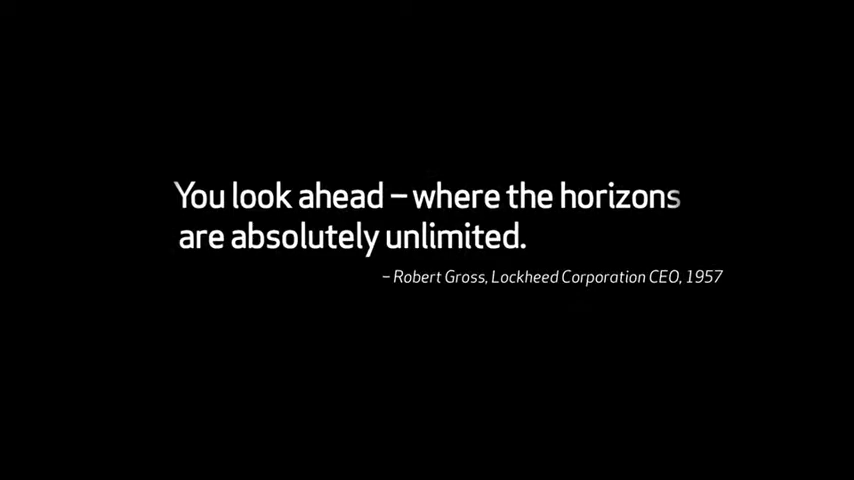 You look ahead – where the horizons
are absolutely unlimited.
– Robert Gross, Lockheed Corporation CEO, 1957